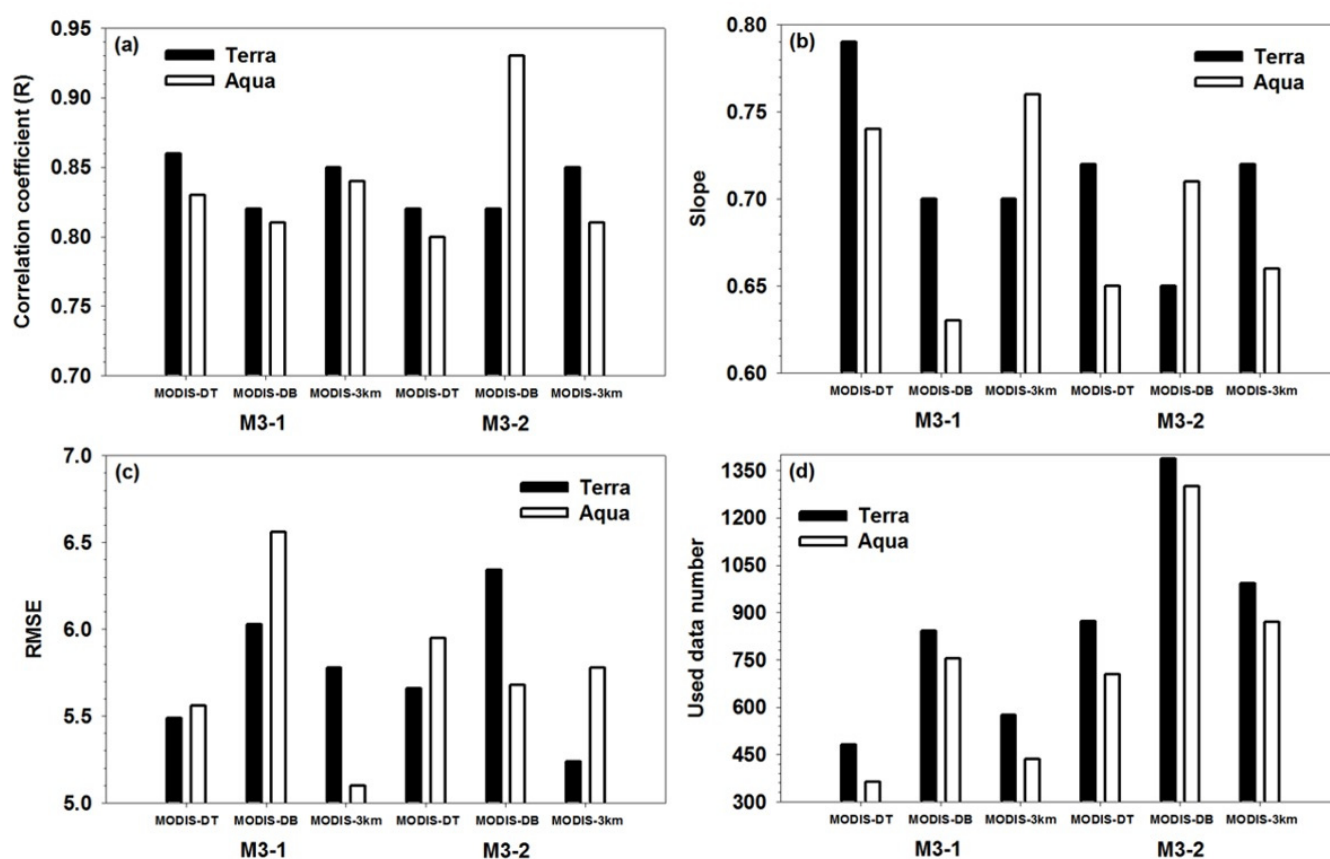 (a)
Terra
Aqua
Correlation coefficient (R)
0.95
0.90
0.85
0.80
0.75
0.70
MODIS-DT MODIS-DB MODIS-3km MODIS-DT MODIS-DB MODIS-3km
M3-1 M3-2
(b)
Terra
Aqua
Slope
0.80
0.75
0.70
0.65
0.60
MODIS-DT MODIS-DB MODIS-3km MODIS-DT MODIS-DB MODIS-3km
M3-1 M3-2
(c)
Terra
Aqua
RMSE
7.0
6.5
6.0
5.5
5.0
MODIS-DT MODIS-DB MODIS-3km MODIS-DT MODIS-DB MODIS-3km
M3-1 M3-2
(d)
Terra
Aqua
Used data number
1350
1200
1050
900
750
600
450
300
MODIS-DT MODIS-DB MODIS-3km MODIS-DT MODIS-DB MODIS-3km
M3-1 M3-2